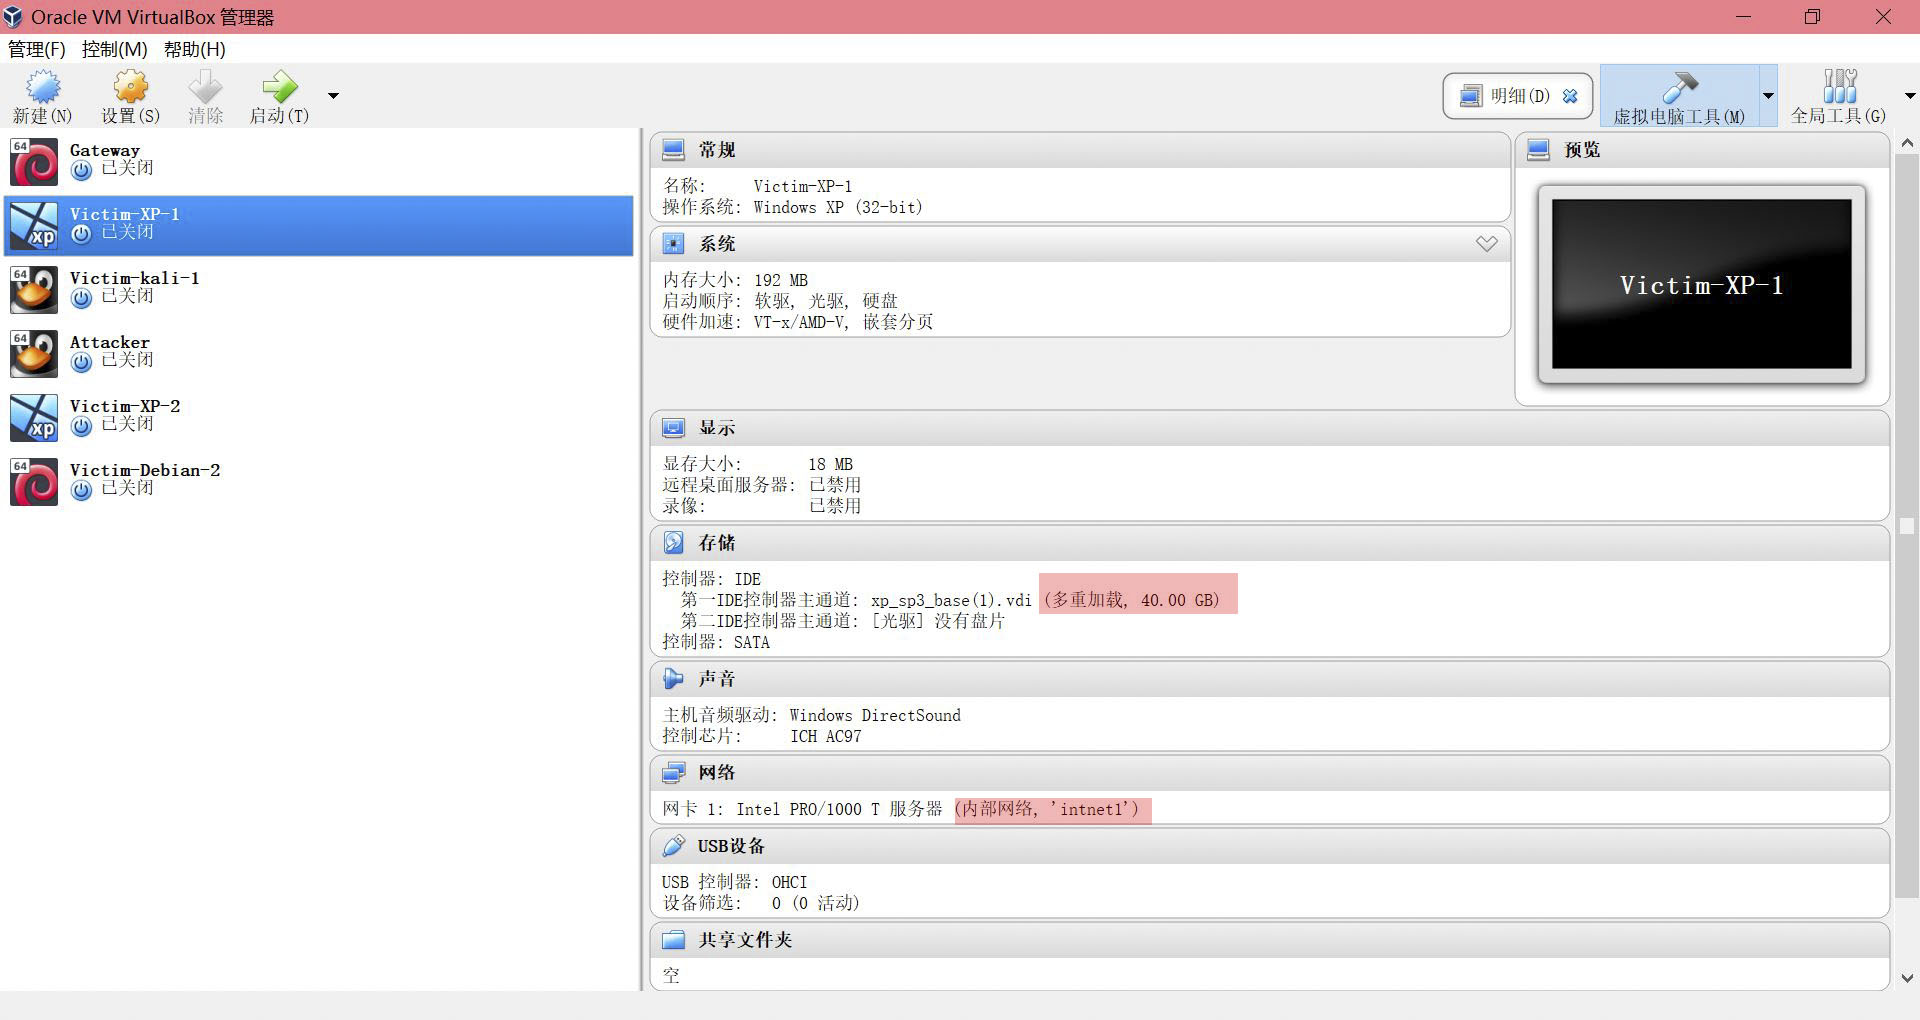 Oracle VM VirtualBox 管理器
管理(F) 控制(M) 帮助(H)
新建(N) 设置(S) 清除 启动(T)
明细(D) 虚拟电脑工具(M) 全局工具(G)
64
Gateway
已关闭
xp
Victim-XP-1
已关闭
64
Victim-kali-1
已关闭
64
Attacker
已关闭
xp
Victim-XP-2
已关闭
64
Victim-Debian-2
已关闭
常规
名称: Victim-XP-1
操作系统: Windows XP (32-bit)
系统
内存大小: 192 MB
启动顺序: 软驱, 光驱, 硬盘
硬件加速: VT-x/AMD-V, 嵌套分页
预览
Victim-XP-1
显示
显存大小: 18 MB
远程桌面服务器: 已禁用
录像: 已禁用
存储
控制器: IDE
第一IDE控制器主通道: xp_sp3_base(1).vdi (多重加载, 40.00 GB)
第二IDE控制器主通道: [光驱] 没有盘片
控制器: SATA
声音
主机音频驱动: Windows DirectSound
控制芯片: ICH AC97
网络
网卡 1: Intel PRO/1000 T 服务器 (内部网络, 'intnet1')
USB设备
USB 控制器: OHCI
设备筛选: 0 (0 活动)
共享文件夹
空